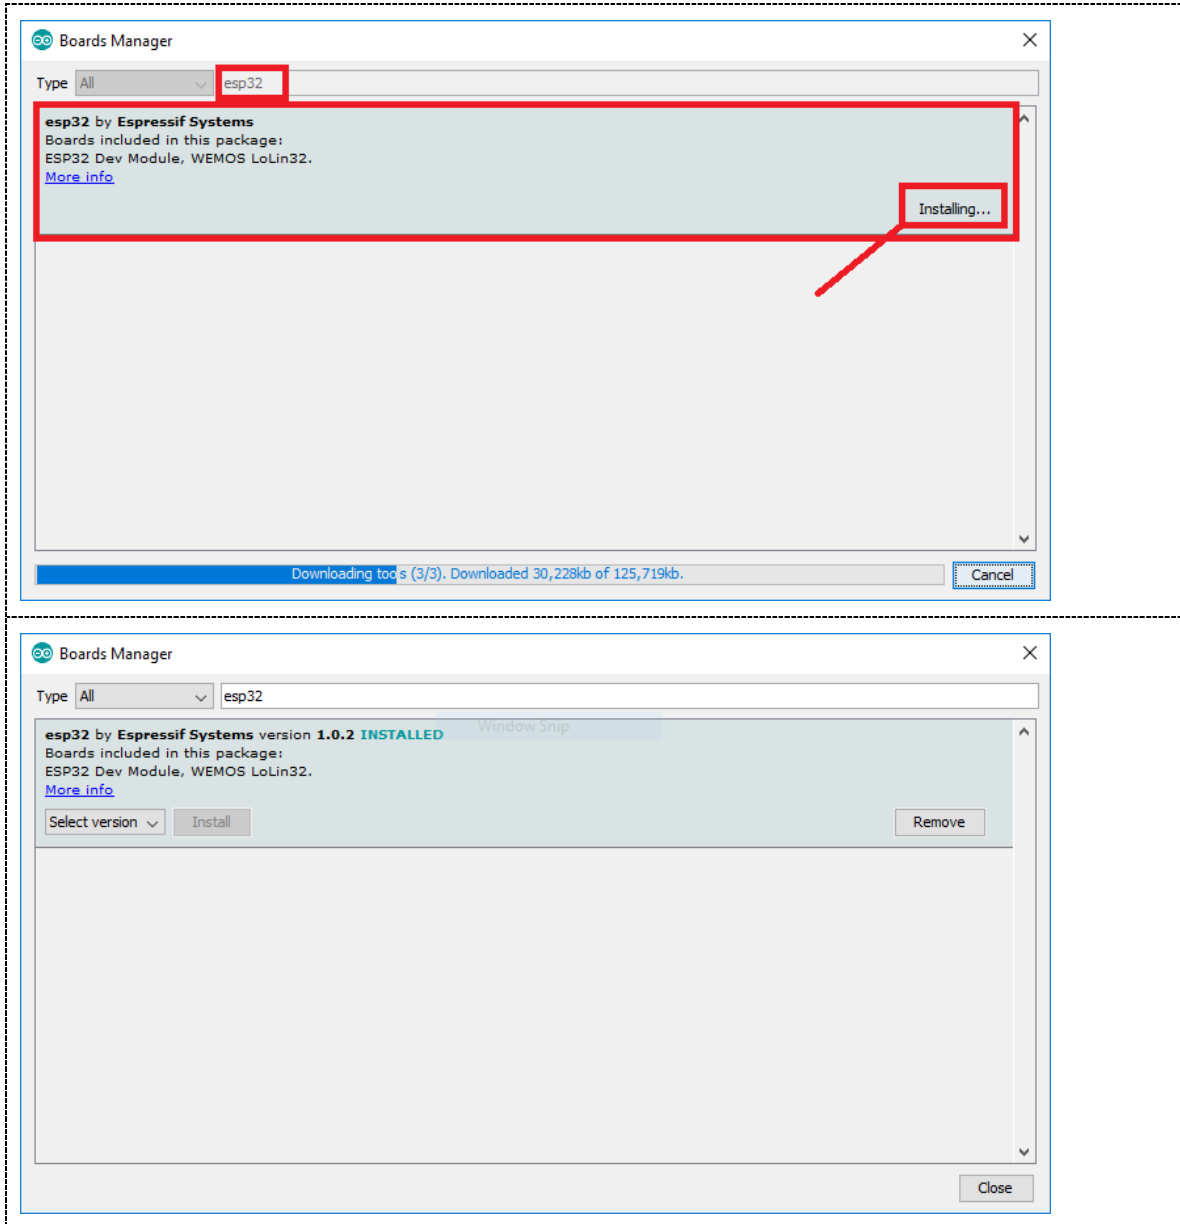 Boards Manager
Type All esp32
esp32 by Espressif Systems
Boards included in this package:
ESP32 Dev Module, WEMOS LoLin32.
More info
Installing...
Downloading tools (3/3). Downloaded 30,228kb of 125,719kb.
Cancel
Boards Manager
Type All esp32
Window Snip
esp32 by Espressif Systems version 1.0.2 INSTALLED
Boards included in this package:
ESP32 Dev Module, WEMOS LoLin32.
More info
Select version Install Remove
Close